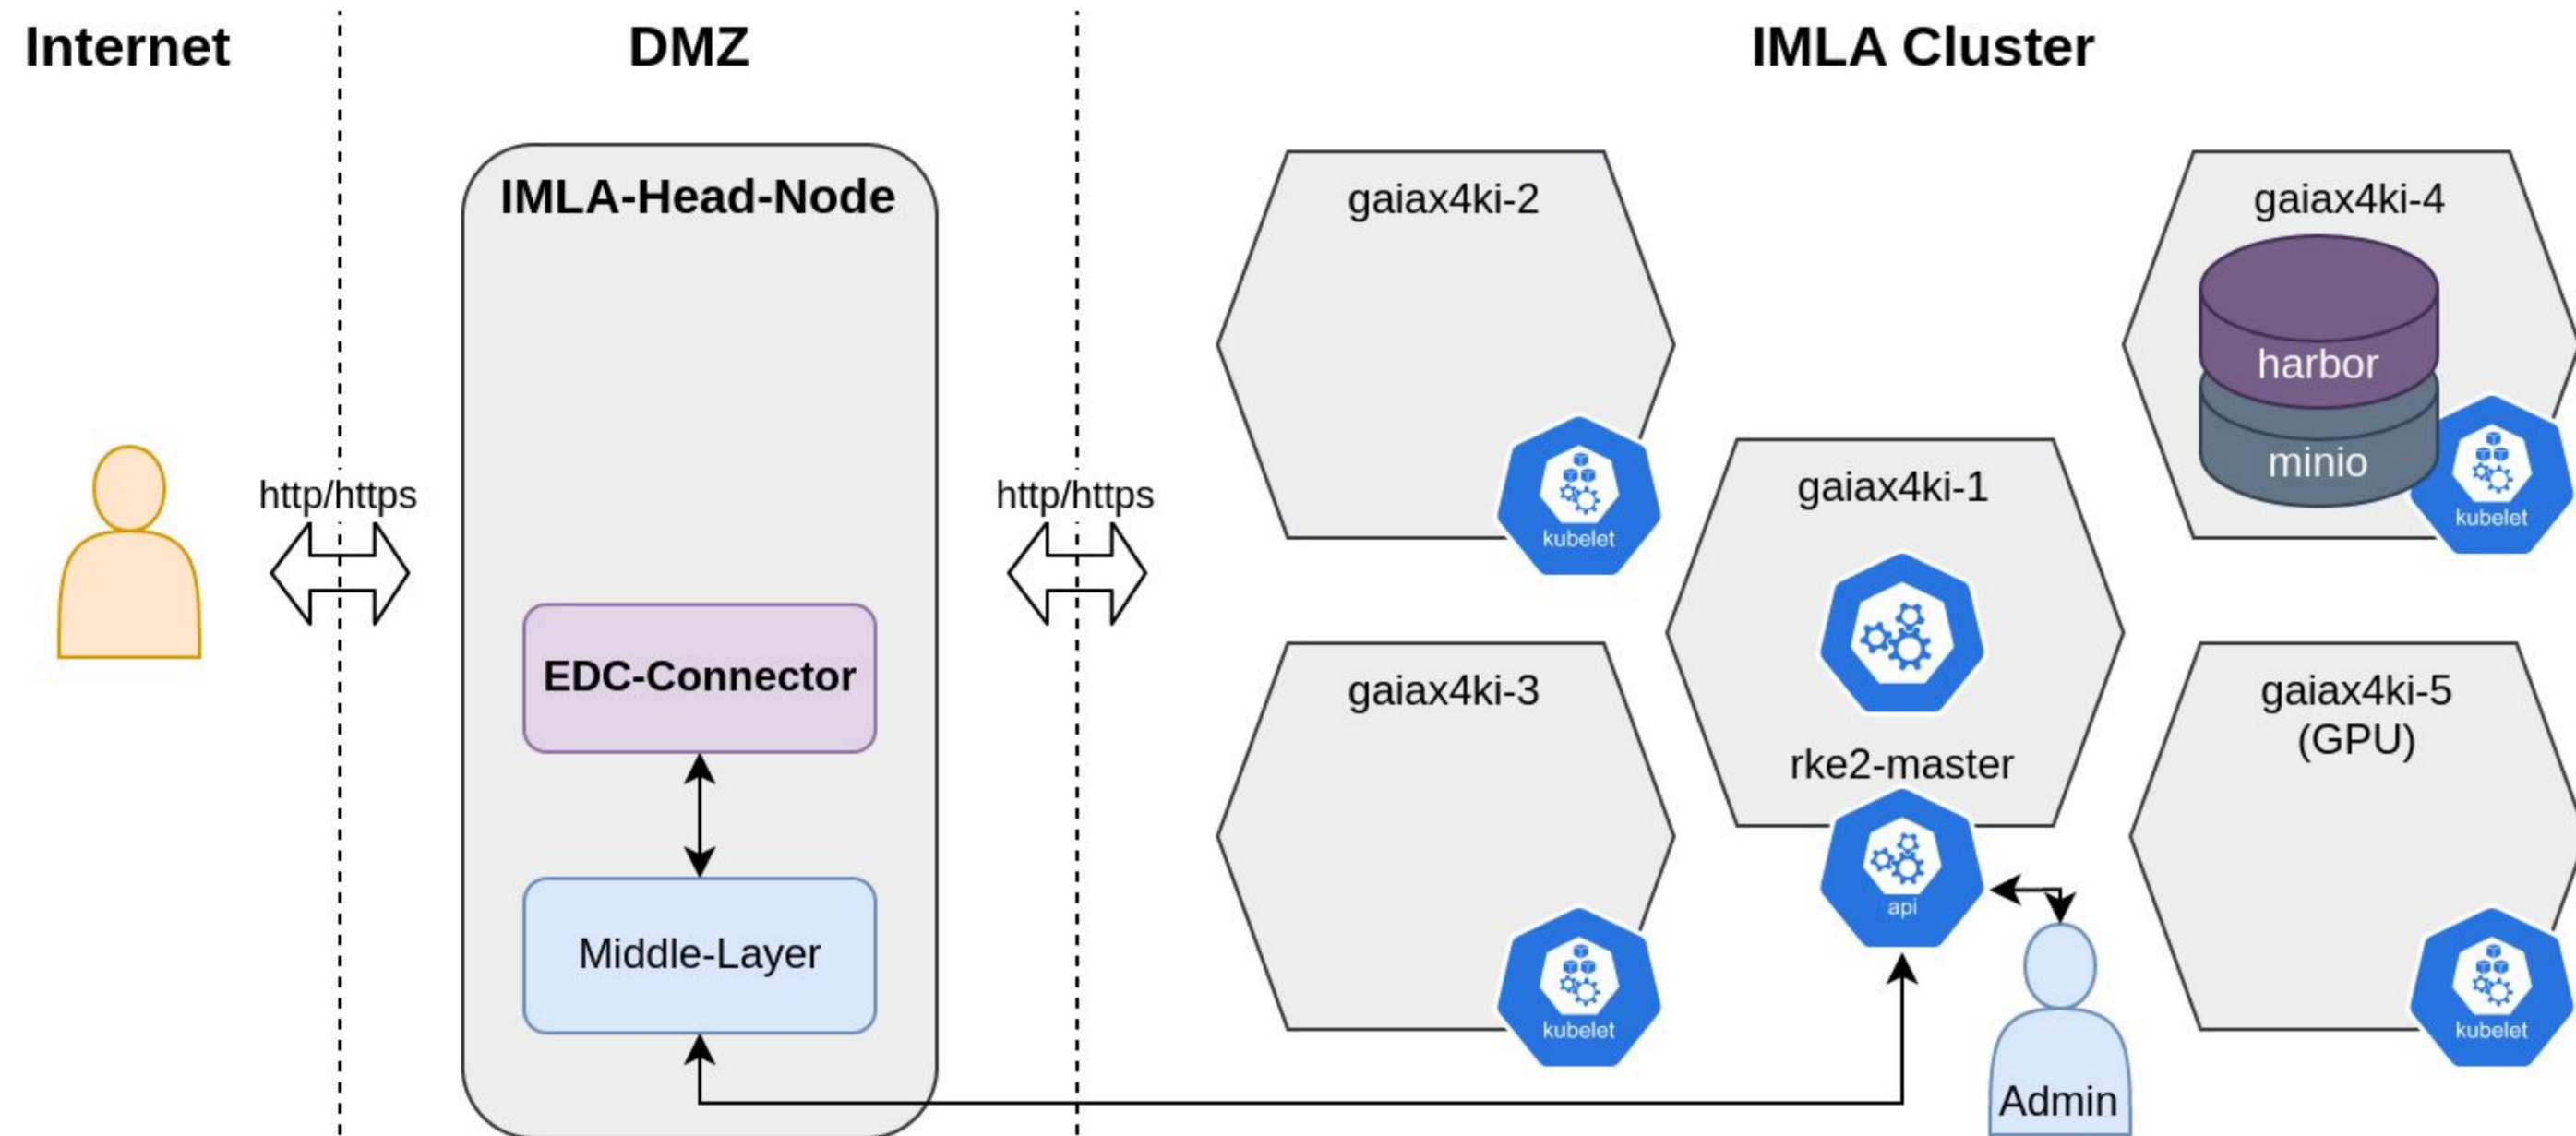 Internet
DMZ
IMLA Cluster
IMLA-Head-Node
http/https
EDC-Connector
Middle-Layer
http/https
gaiax4ki-2
kubelet
gaiax4ki-3
kubelet
gaiax4ki-1
rke2-master
api
Admin
gaiax4ki-4
harbor
minio
kubelet
gaiax4ki-5
(GPU)
kubelet